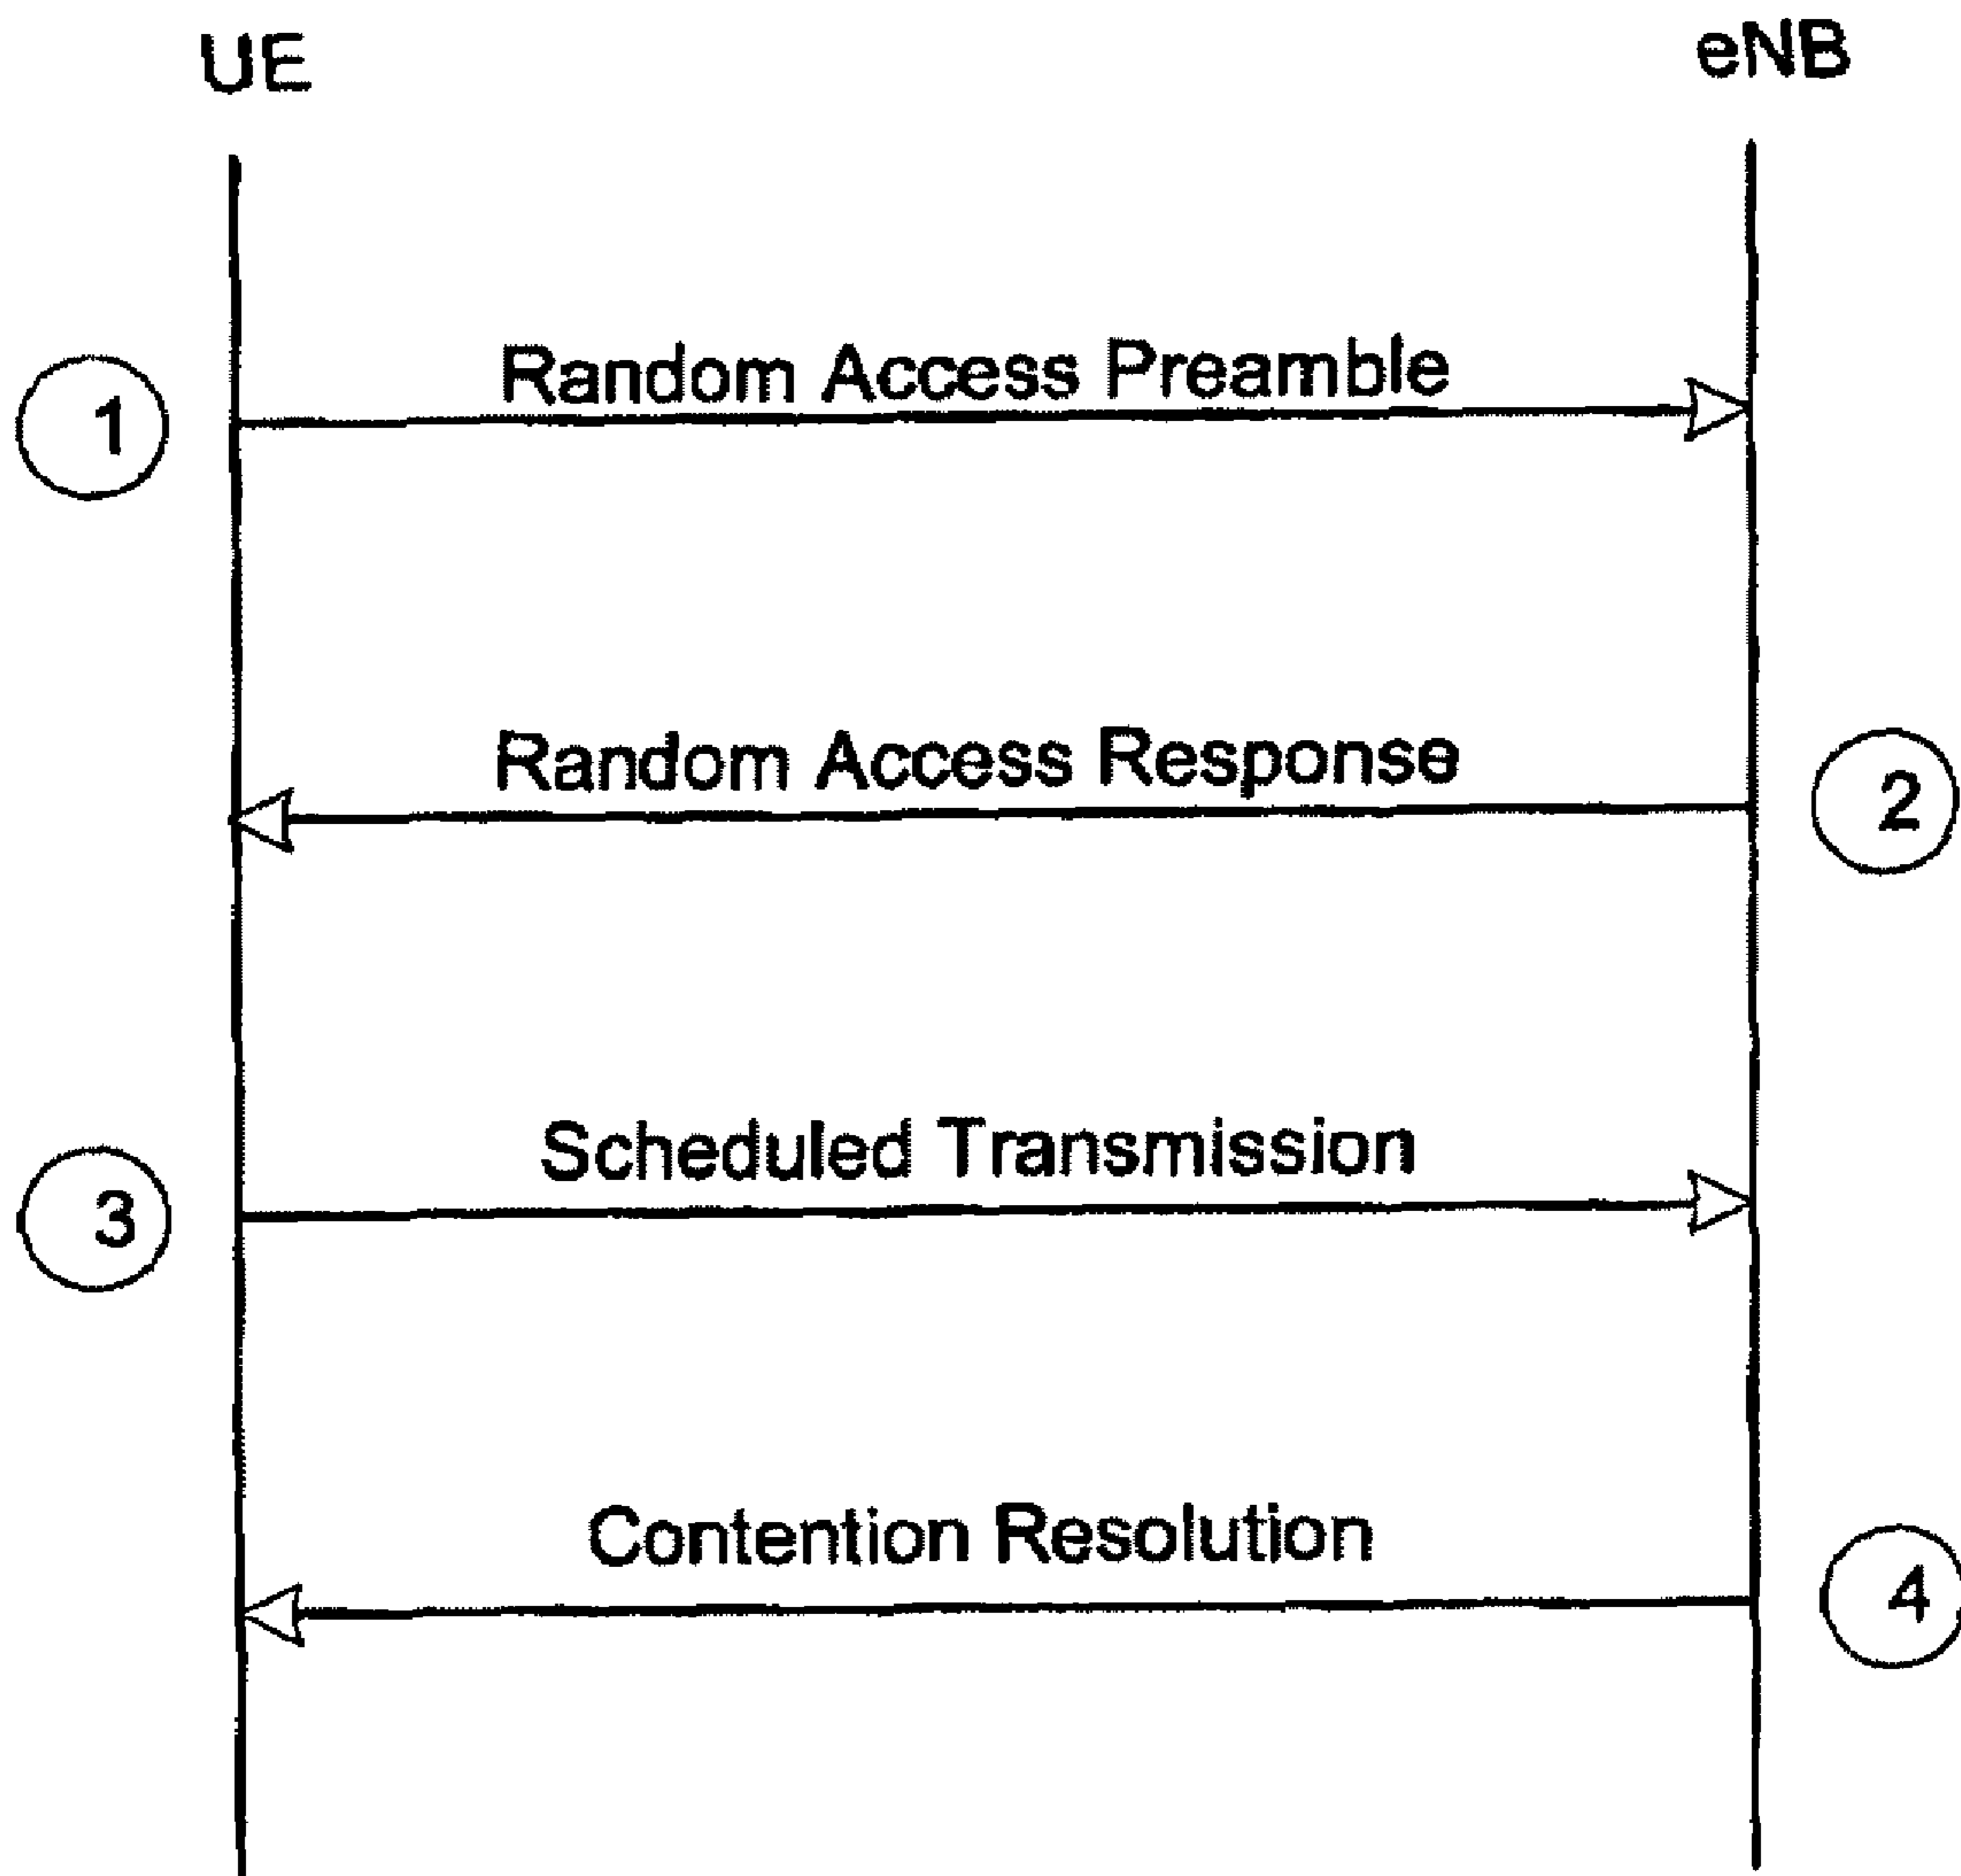 UE
eNB
Random Access Preamble
1
Random Access Response
2
Scheduled Transmission
3
Contention Resolution
4